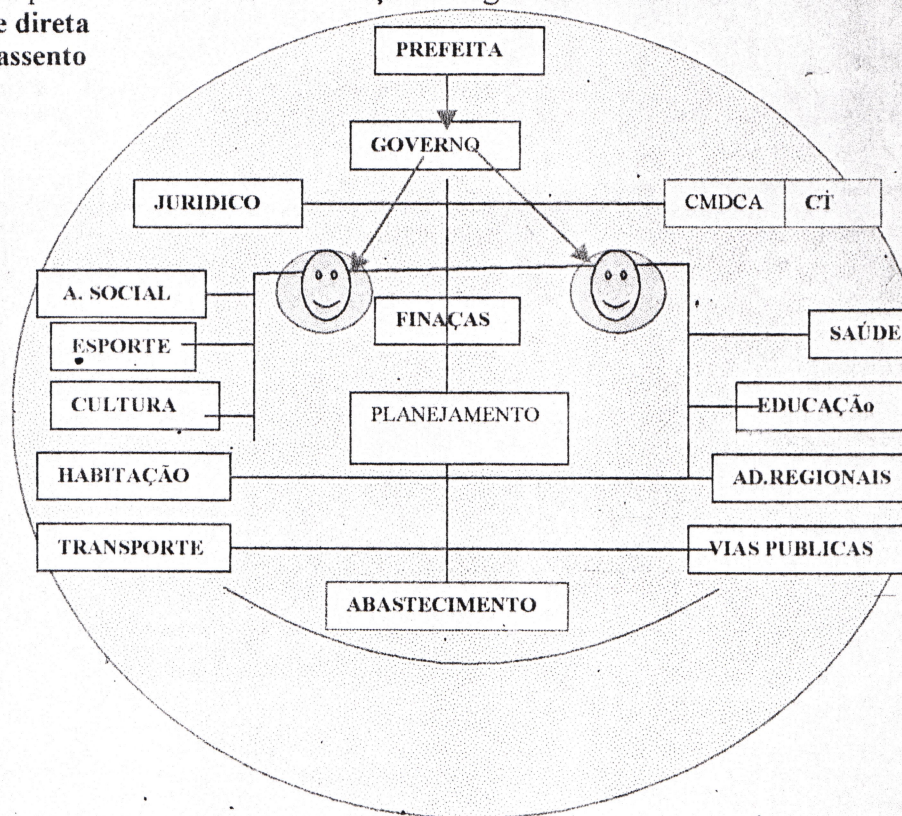 e direta
assento
PREFEITA
GOVERNO
JURIDICO
CMDCA CT
A. SOCIAL
FINAÇAS
SAÚDE
ESPORTE
CULTURA
PLANEJAMENTO
EDUCAÇÃo
HABITAÇÃO
AD.REGIONAIS
TRANSPORTE
VIAS PUBLICAS
ABASTECIMENTO